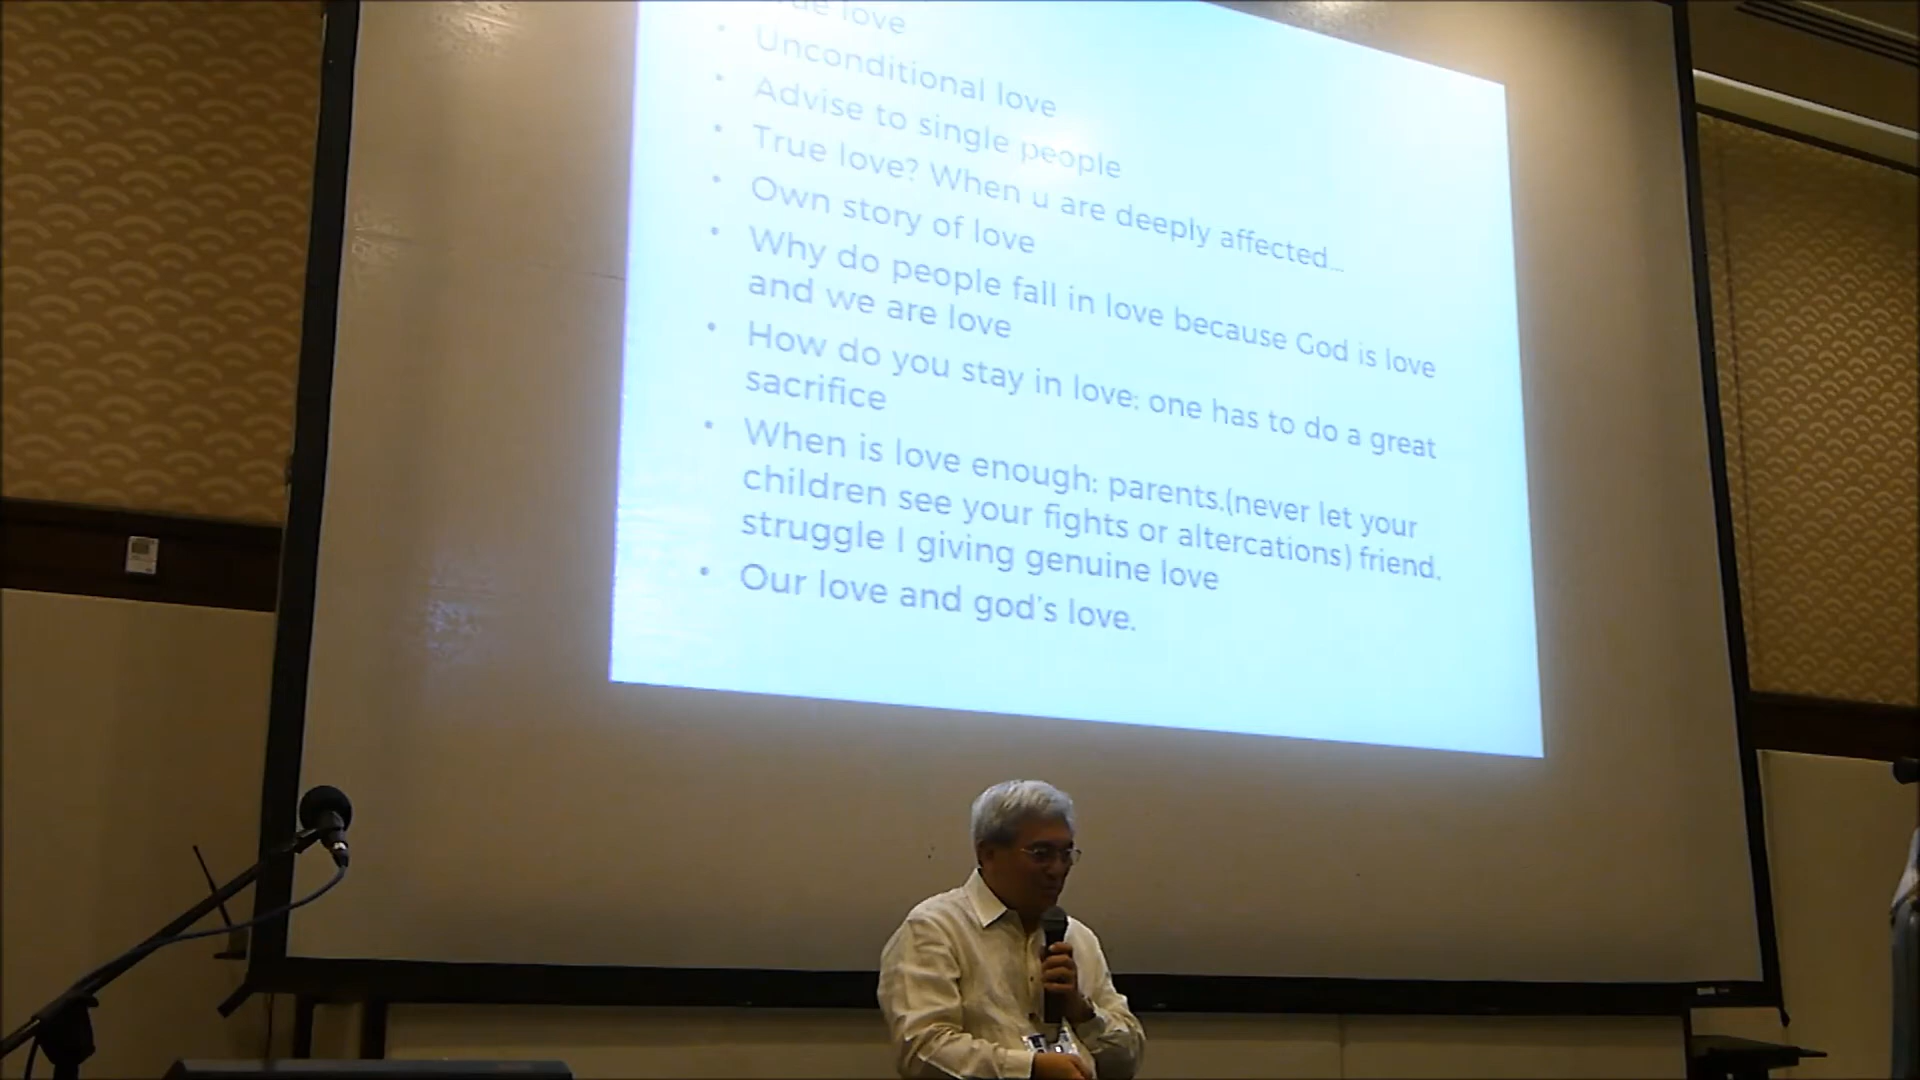 love
• Unconditional love
• Advise to single people
• True love? When u are deeply affected...
• Own story of love
• Why do people fall in love because God is love
and we are love
• How do you stay in love: one has to do a great
sacrifice
• When is love enough: parents.(never let your
children see your fights or altercations) friend.
struggle I giving genuine love
• Our love and god's love.